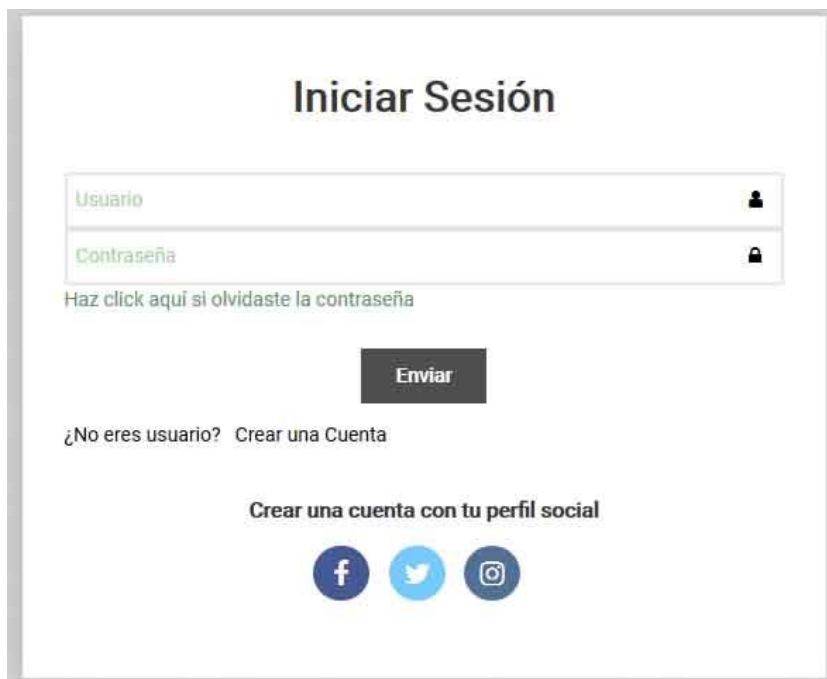 Iniciar Sesión
Usuario
Contraseña
Haz click aquí si olvidaste la contraseña
Enviar
¿No eres usuario? Crear una Cuenta
Crear una cuenta con tu perfil social